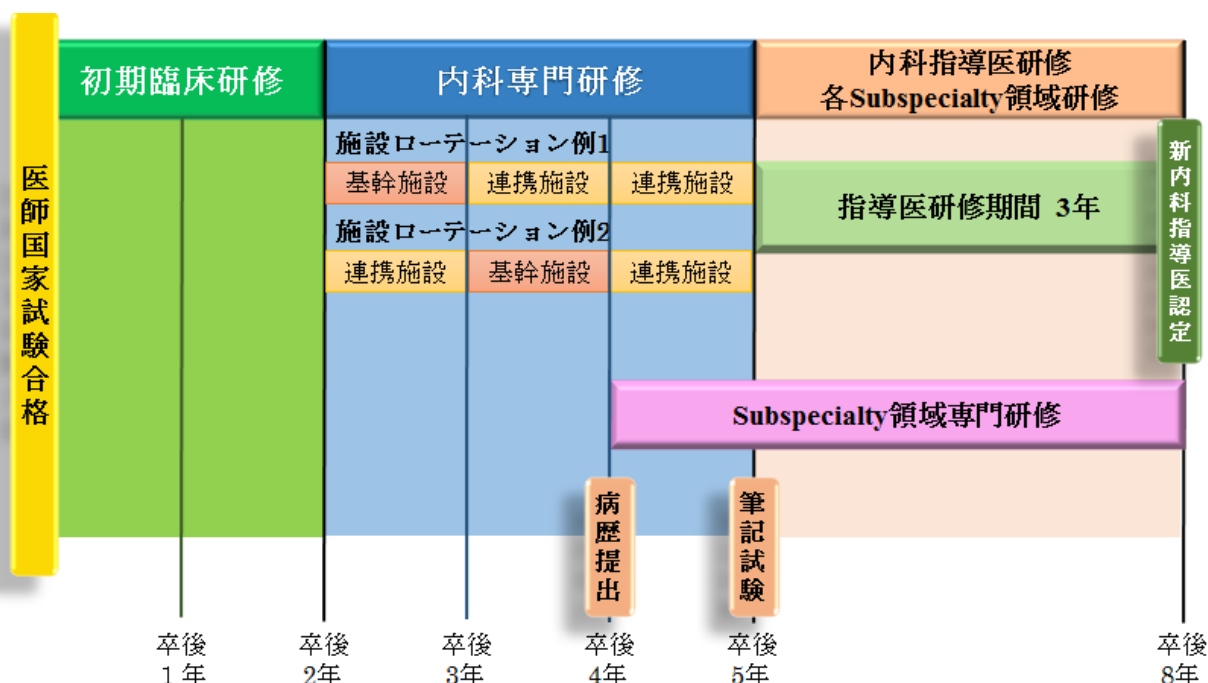 医師国家試験合格
初期臨床研修
内科専門研修
内科指導医研修
各Subspecialty領域研修
施設ローテーション例1
基幹施設
連携施設
連携施設
施設ローテーション例2
連携施設
基幹施設
連携施設
指導医研修期間 3年
新内科指導医認定
Subspecialty領域専門研修
病歴提出
筆記試験
卒後
1年
卒後
2年
卒後
3年
卒後
4年
卒後
5年
卒後
8年